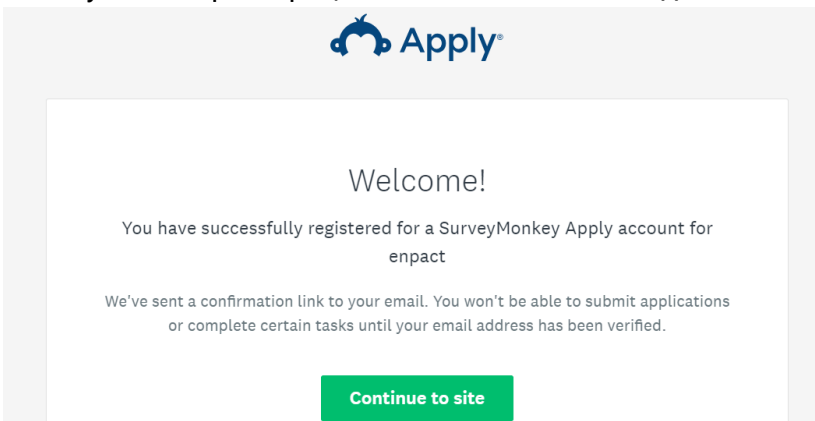 Apply®
Welcome!
You have successfully registered for a SurveyMonkey Apply account for
enpact
We've sent a confirmation link to your email. You won't be able to submit applications
or complete certain tasks until your email address has been verified.
Continue to site